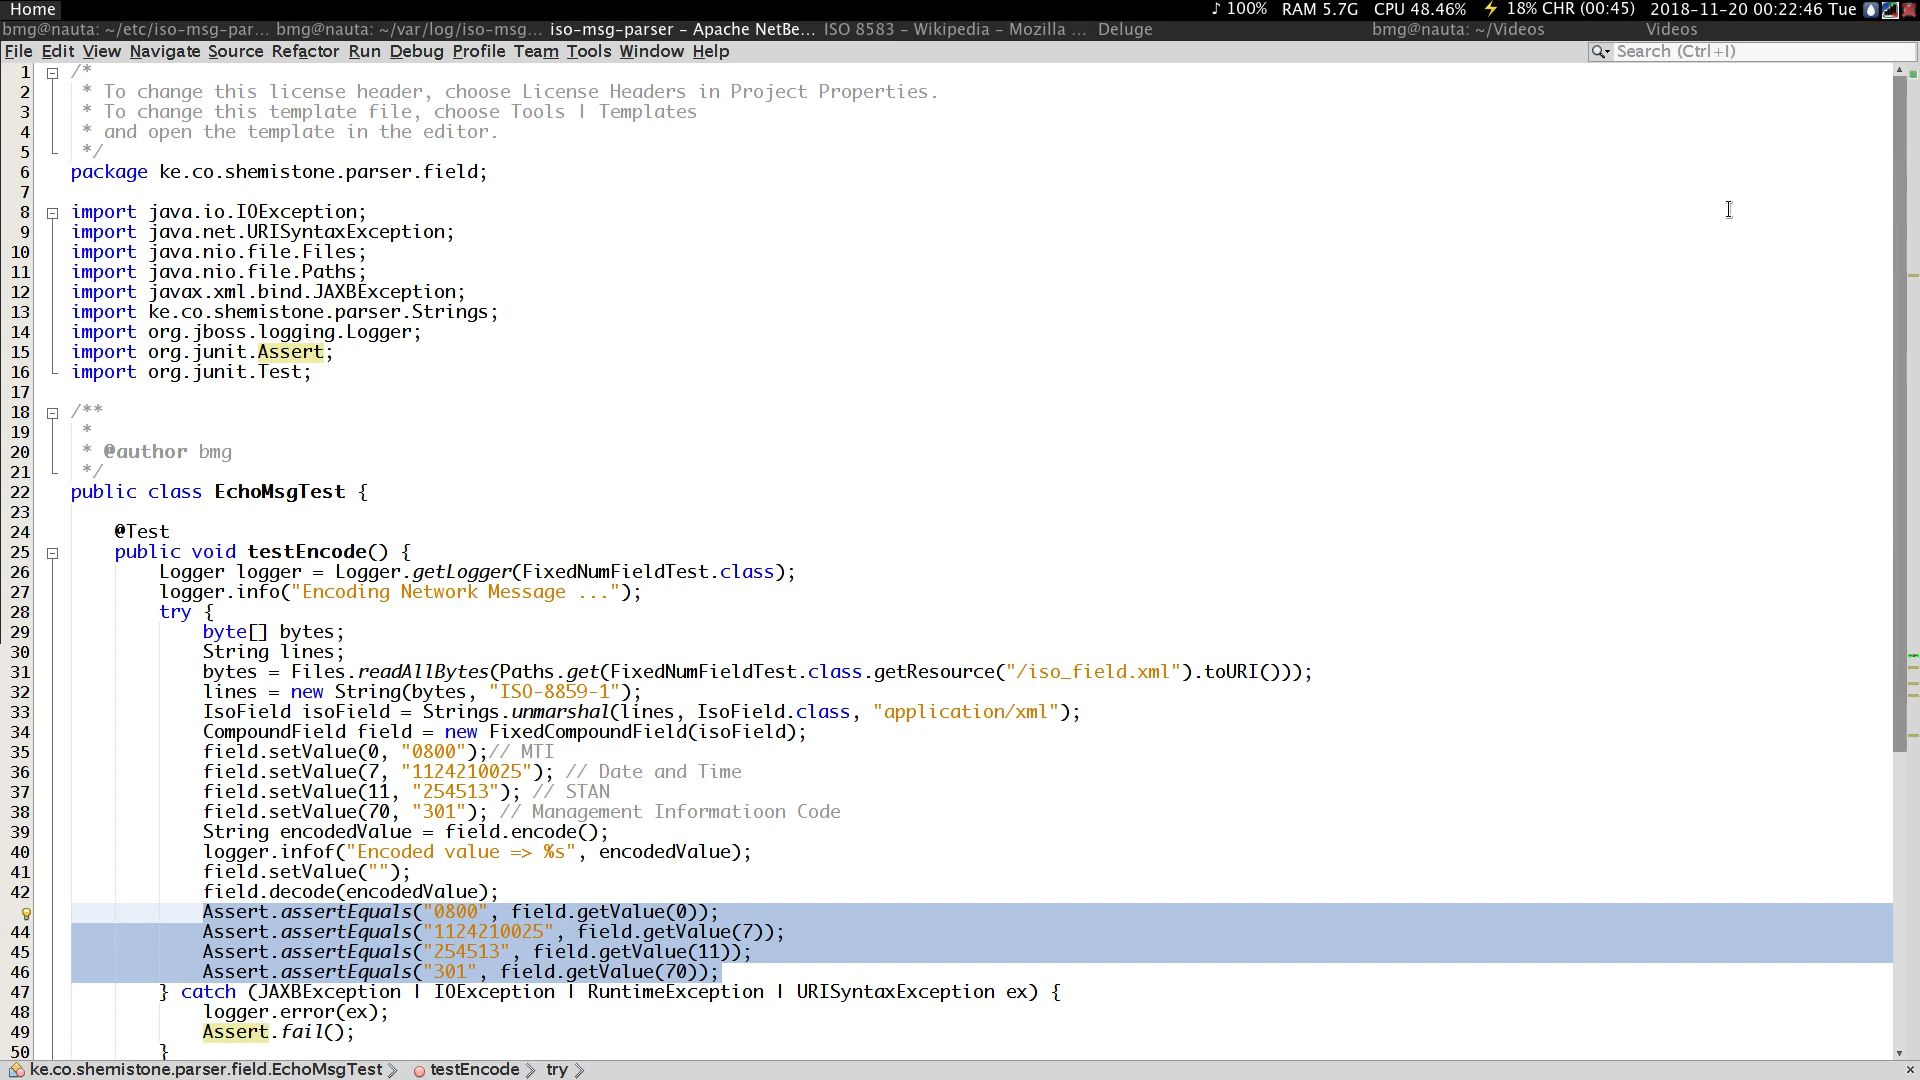 Home
♪ 100% RAM 5.7G CPU 48.46% ⚡ 18% CHR (00:45) 2018-11-20 00:22:46 Tue
bmg@nauta: ~/etc/iso-msg-par... bmg@nauta: ~/var/log/iso-msg... iso-msg-parser - Apache NetBe... ISO 8583 - Wikipedia - Mozilla ... Deluge bmg@nauta: ~/Videos Videos
File Edit View Navigate Source Refactor Run Debug Profile Team Tools Window Help Search (Ctrl+I)
1 /*
2 * To change this license header, choose License Headers in Project Properties.
3 * To change this template file, choose Tools | Templates
4 * and open the template in the editor.
5 */
6 package ke.co.shemistone.parser.field;
7
8 import java.io.IOException;
9 import java.net.URISyntaxException;
10 import java.nio.file.Files;
11 import java.nio.file.Paths;
12 import javax.xml.bind.JAXBException;
13 import ke.co.shemistone.parser.Strings;
14 import org.jboss.logging.Logger;
15 import org.junit.Assert;
16 import org.junit.Test;
17
18 /**
19 *
20 * @author bmg
21 */
22 public class EchoMsgTest {
23
24 @Test
25 public void testEncode() {
26 Logger logger = Logger.getLogger(FixedNumFieldTest.class);
27 logger.info("Encoding Network Message ...");
28 try {
29 byte[] bytes;
30 String lines;
31 bytes = Files.readAllBytes(Paths.get(FixedNumFieldTest.class.getResource("/iso_field.xml").toURI()));
32 lines = new String(bytes, "ISO-8859-1");
33 IsoField isoField = Strings.unmarshal(lines, IsoField.class, "application/xml");
34 CompoundField field = new FixedCompoundField(isoField);
35 field.setValue(0, "0800");// MTI
36 field.setValue(7, "1124210025"); // Date and Time
37 field.setValue(11, "254513"); // STAN
38 field.setValue(70, "301"); // Management Informatioon Code
39 String encodedValue = field.encode();
40 logger.infof("Encoded value => %s", encodedValue);
41 field.setValue("");
42 field.decode(encodedValue);
Assert.assertEquals("0800", field.getValue(0));
44 Assert.assertEquals("1124210025", field.getValue(7));
45 Assert.assertEquals("254513", field.getValue(11));
46 Assert.assertEquals("301", field.getValue(70));
47 } catch (JAXBException | IOException | RuntimeException | URISyntaxException ex) {
48 logger.error(ex);
49 Assert.fail();
50 }
ke.co.shemistone.parser.field.EchoMsgTest testEncode try